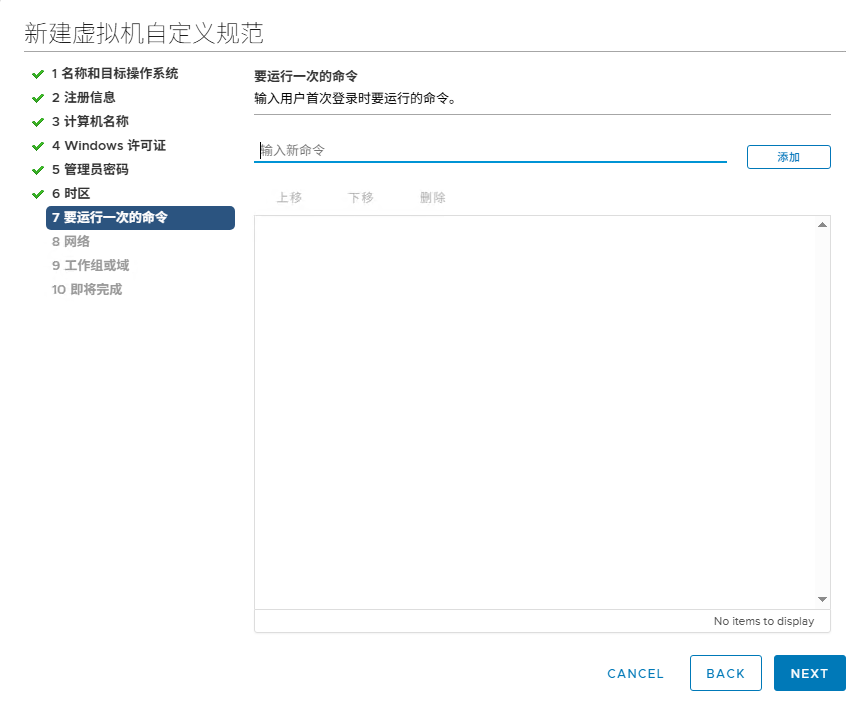 新建虚拟机自定义规范
1 名称和目标操作系统
2 注册信息
3 计算机名称
4 Windows 许可证
5 管理员密码
6 时区
7 要运行一次的命令
8 网络
9 工作组或域
10 即将完成
要运行一次的命令
输入用户首次登录时要运行的命令。
输入新命令
添加
上移 下移 删除
No items to display
CANCEL BACK NEXT